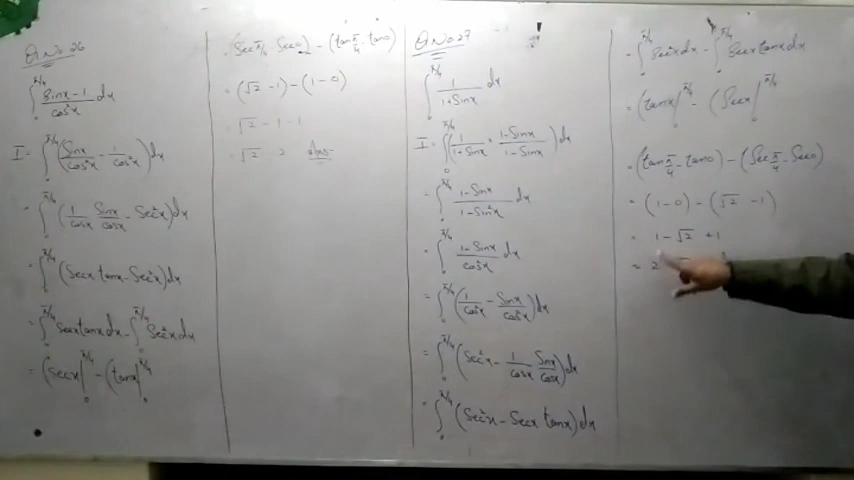 Q No. 26
∫₀^π/4 (Sinx - 1)/cos²x dx
I = ∫₀^π/4 (Sinx/cos²x - 1/cos²x) dx
= ∫₀^π/4 (1/cosx Sinx/cosx - Sec²x) dx
= ∫₀^π/4 (Secx tanx - Sec²x) dx
= ∫₀^π/4 Secx tanx dx - ∫₀^π/4 Sec²x dx
= (Secx|₀^π/4 - (tanx|₀^π/4
= (Sec π/4 - Sec0) - (tan π/4 - tan0)
= (√2 - 1) - (1 - 0)
= √2 - 1 - 1
= √2 - 2 Ans
Q No. 27
∫₀^π/4 1/(1+Sinx) dx
I = ∫₀^π/4 (1/(1+Sinx) × (1-Sinx)/(1-Sinx)) dx
= ∫₀^π/4 (1-Sinx)/(1-Sin²x) dx
= ∫₀^π/4 (1-Sinx)/cos²x dx
= ∫₀^π/4 (1/cos²x - Sinx/cos²x) dx
= ∫₀^π/4 (Sec²x - 1/cosx Sinx/cosx) dx
= ∫₀^π/4 (Sec²x - Secx tanx) dx
= ∫₀^π/4 Sec²x dx - ∫₀^π/4 Secx tanx dx
= (tanx|₀^π/4 - (Secx|₀^π/4
= (tan π/4 - tan0) - (Sec π/4 - Sec0)
= (1 - 0) - (√2 - 1)
= 1 - √2 + 1
= 2